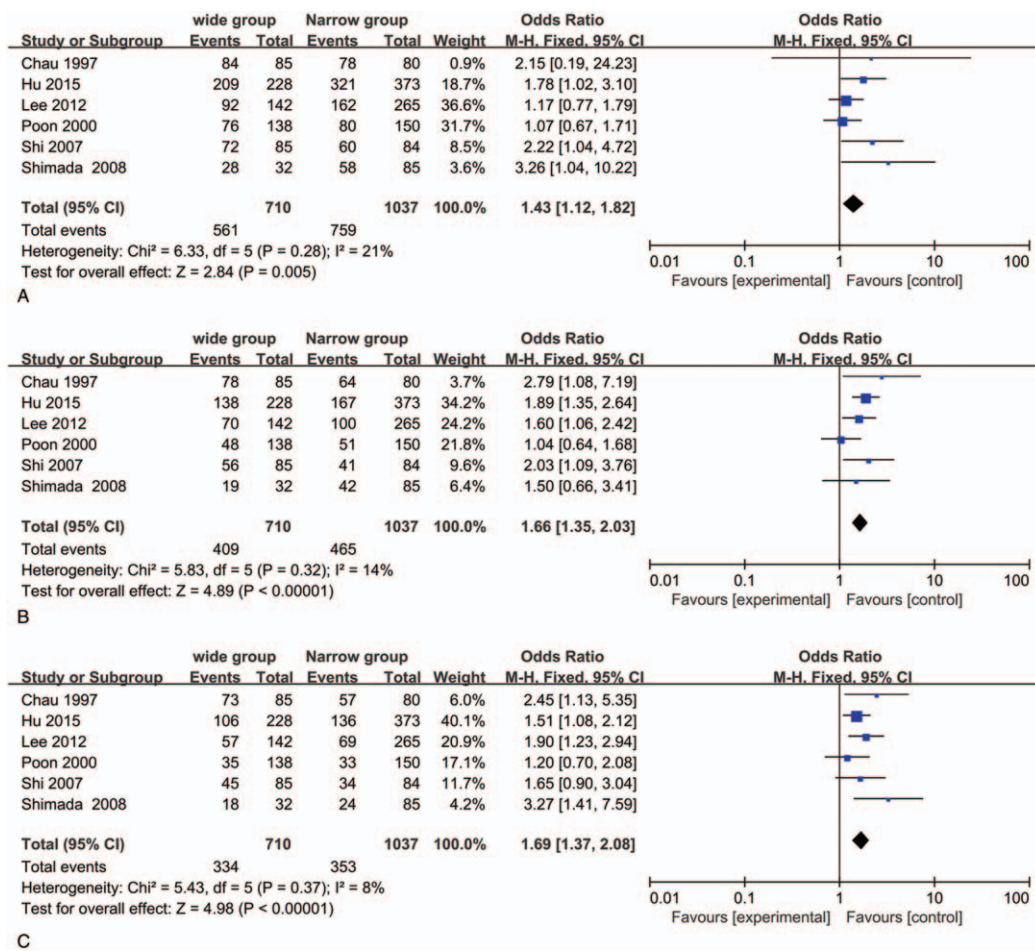 wide group Narrow group Odds Ratio Odds Ratio
Study or Subgroup Events Total Events Total Weight M-H. Fixed. 95% CI M-H. Fixed. 95% CI
Chau 1997 84 85 78 80 0.9% 2.15 [0.19, 24.23]
Hu 2015 209 228 321 373 18.7% 1.78 [1.02, 3.10]
Lee 2012 92 142 162 265 36.6% 1.17 [0.77, 1.79]
Poon 2000 76 138 80 150 31.7% 1.07 [0.67, 1.71]
Shi 2007 72 85 60 84 8.5% 2.22 [1.04, 4.72]
Shimada 2008 28 32 58 85 3.6% 3.26 [1.04, 10.22]
Total (95% CI) 710 1037 100.0% 1.43 [1.12, 1.82]
Total events 561 759
Heterogeneity: Chi² = 6.33, df = 5 (P = 0.28); I² = 21%
Test for overall effect: Z = 2.84 (P = 0.005)
0.01 0.1 1 10 100
Favours [experimental] Favours [control]
A
wide group Narrow group Odds Ratio Odds Ratio
Study or Subgroup Events Total Events Total Weight M-H. Fixed. 95% CI M-H. Fixed. 95% CI
Chau 1997 78 85 64 80 3.7% 2.79 [1.08, 7.19]
Hu 2015 138 228 167 373 34.2% 1.89 [1.35, 2.64]
Lee 2012 70 142 100 265 24.2% 1.60 [1.06, 2.42]
Poon 2000 48 138 51 150 21.8% 1.04 [0.64, 1.68]
Shi 2007 56 85 41 84 9.6% 2.03 [1.09, 3.76]
Shimada 2008 19 32 42 85 6.4% 1.50 [0.66, 3.41]
Total (95% CI) 710 1037 100.0% 1.66 [1.35, 2.03]
Total events 409 465
Heterogeneity: Chi² = 5.83, df = 5 (P = 0.32); I² = 14%
Test for overall effect: Z = 4.89 (P < 0.00001)
0.01 0.1 1 10 100
Favours [experimental] Favours [control]
B
wide group Narrow group Odds Ratio Odds Ratio
Study or Subgroup Events Total Events Total Weight M-H. Fixed. 95% CI M-H. Fixed. 95% CI
Chau 1997 73 85 57 80 6.0% 2.45 [1.13, 5.35]
Hu 2015 106 228 136 373 40.1% 1.51 [1.08, 2.12]
Lee 2012 57 142 69 265 20.9% 1.90 [1.23, 2.94]
Poon 2000 35 138 33 150 17.1% 1.20 [0.70, 2.08]
Shi 2007 45 85 34 84 11.7% 1.65 [0.90, 3.04]
Shimada 2008 18 32 24 85 4.2% 3.27 [1.41, 7.59]
Total (95% CI) 710 1037 100.0% 1.69 [1.37, 2.08]
Total events 334 353
Heterogeneity: Chi² = 5.43, df = 5 (P = 0.37); I² = 8%
Test for overall effect: Z = 4.98 (P < 0.00001)
0.01 0.1 1 10 100
Favours [experimental] Favours [control]
C